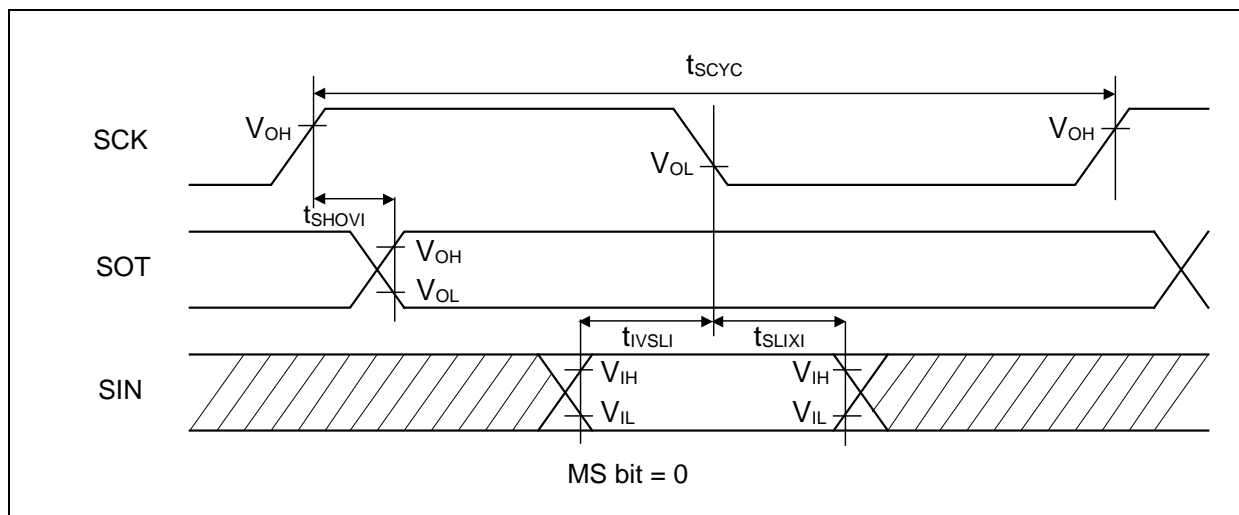 tSCYC
SCK
VOH
VOL
VOH
tSHOVI
SOT
VOH
VOL
tIVSLI
tSLIXI
SIN
VIH
VIH
VIL
VIL
MS bit = 0